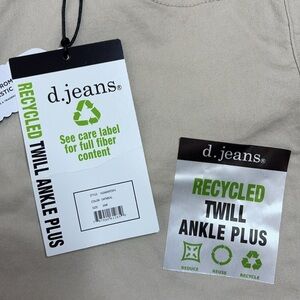 d.jeans®
See care label
for full fiber
content
RECYCLED TWILL ANKLE PLUS
d.jeans®
RECYCLED
TWILL
ANKLE PLUS
REDUCE REUSE RECYCLE